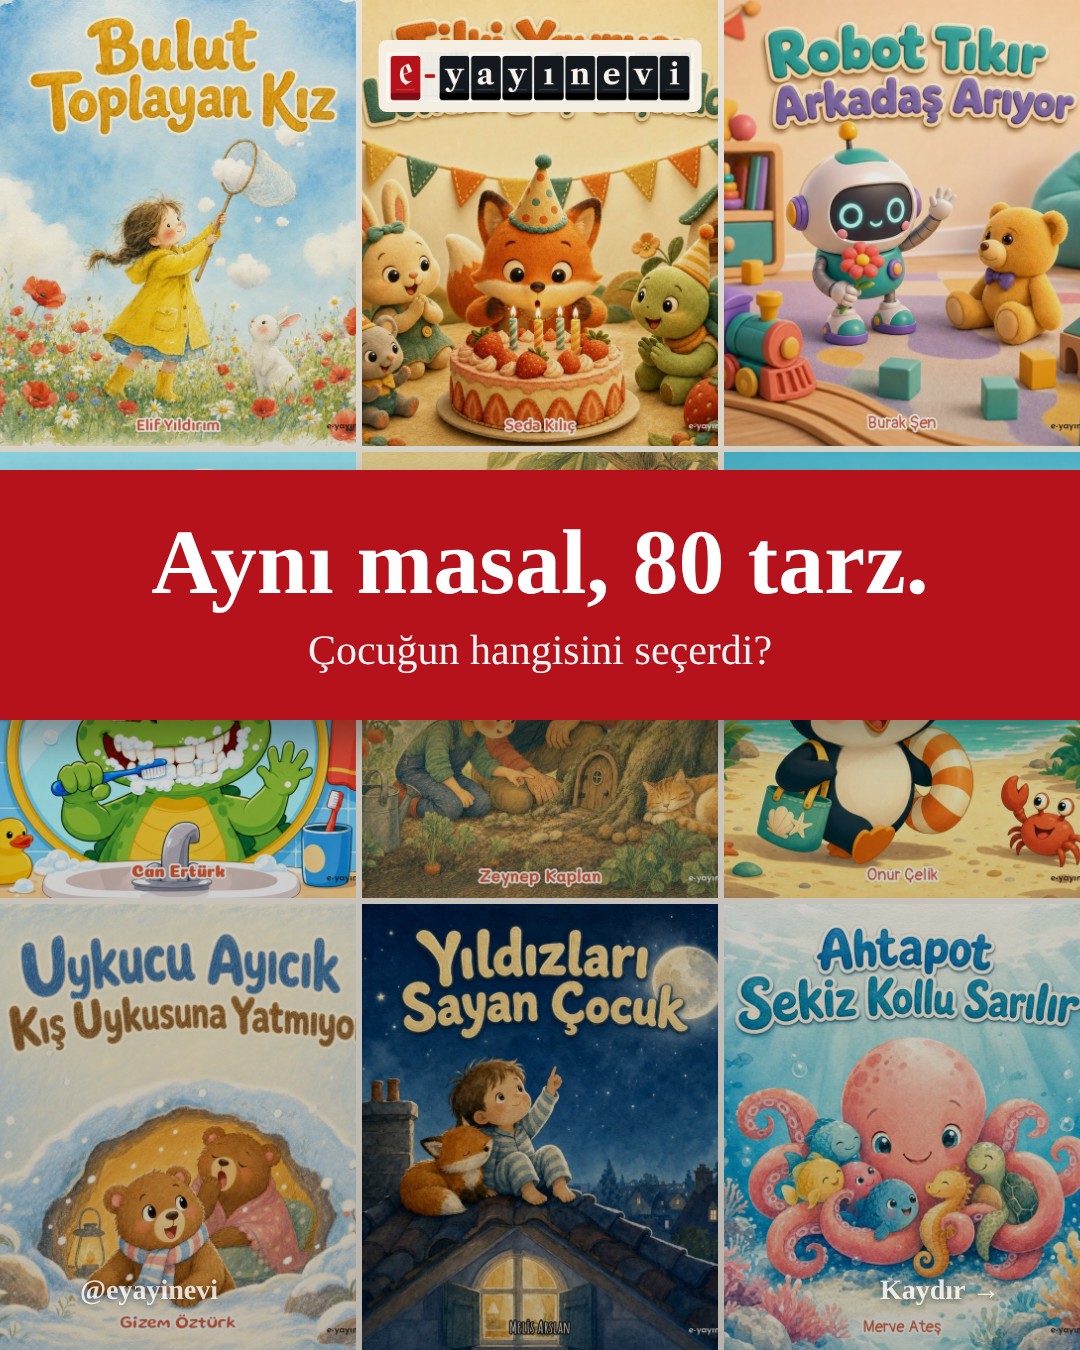 Bulut
Toplayan Kız
Elif Yıldırım
e-yayınevi
Seda Kılıç
Robot Tıkır
Arkadaş Arıyor
Burak Şen
Aynı masal, 80 tarz.
Çocuğun hangisini seçerdi?
Can Ertürk
Zeynep Kaplan
Onur Çelik
Uykucu Ayıcık
Kış Uykusuna Yatmıyo
Gizem Öztürk
Yıldızları
Sayan Çocuk
Melis Arslan
Ahtapot
Sekiz Kollu Sarılır
Merve Ateş
@eyayinevi
Kaydır →